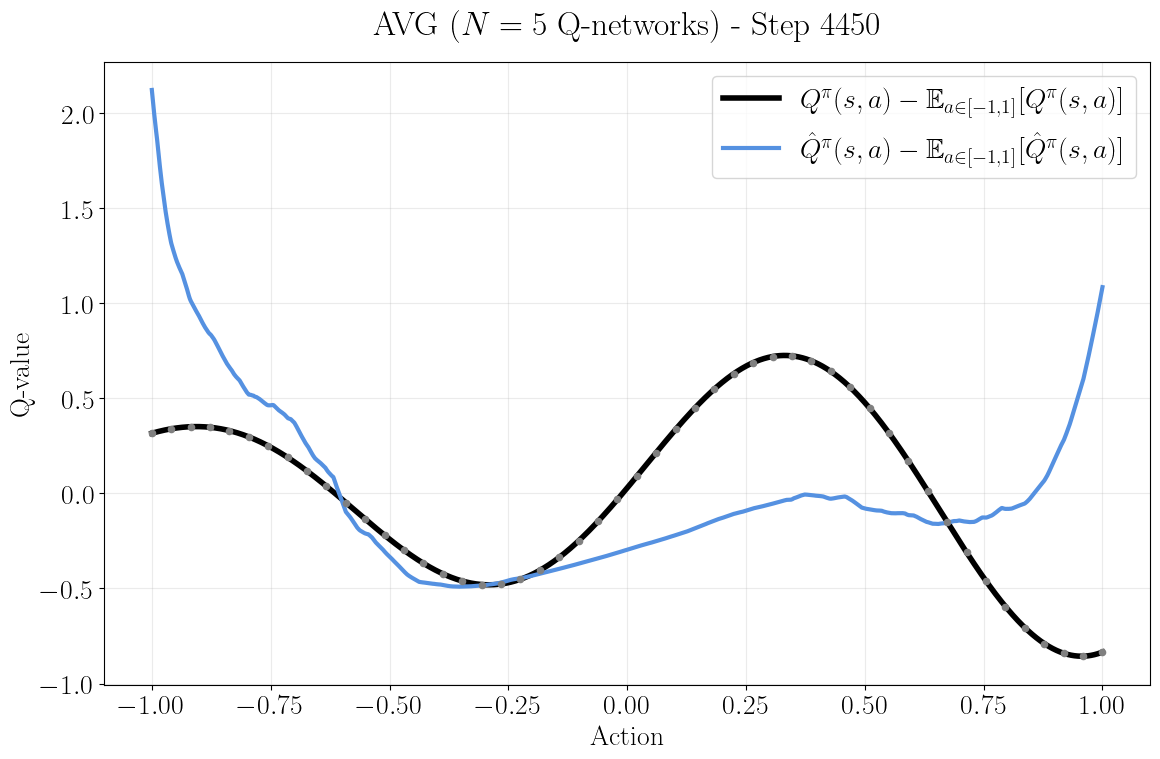 AVG (N = 5 Q-networks) - Step 4450
Q^π(s, a) − 𝔼_{a∈[−1,1]}[Q^π(s, a)]
Q̂^π(s, a) − 𝔼_{a∈[−1,1]}[Q̂^π(s, a)]
Q-value
2.0
1.5
1.0
0.5
0.0
−0.5
−1.0
−1.00 −0.75 −0.50 −0.25 0.00 0.25 0.50 0.75 1.00
Action